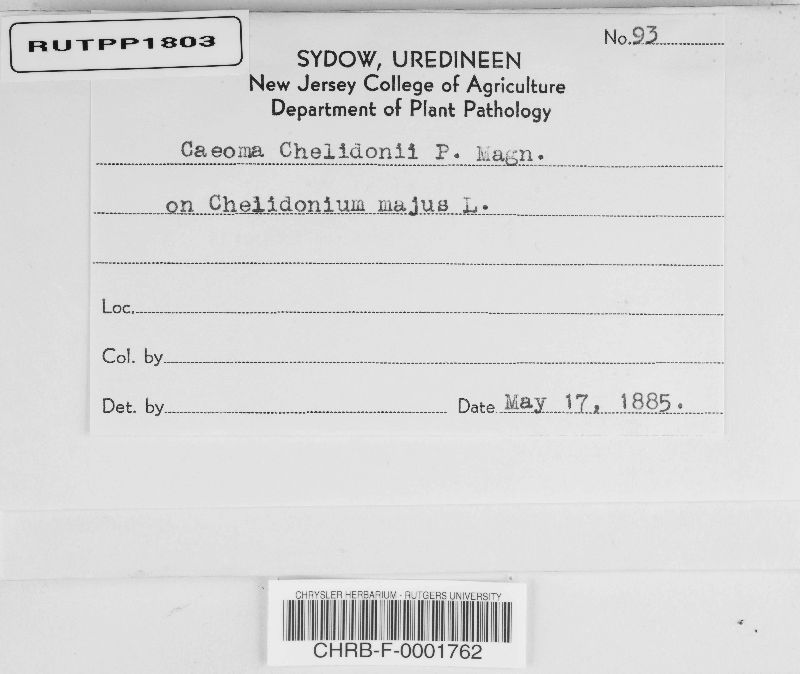 RUTPP1803
No. 93
SYDOW, UREDINEEN
New Jersey College of Agriculture
Department of Plant Pathology
Caeoma Chelidonii P. Magn.
on Chelidonium majus L.
Loc.
Col. by
Det. by Date May 17, 1885.
CHRYSLER HERBARIUM - RUTGERS UNIVERSITY
CHRB-F-0001762